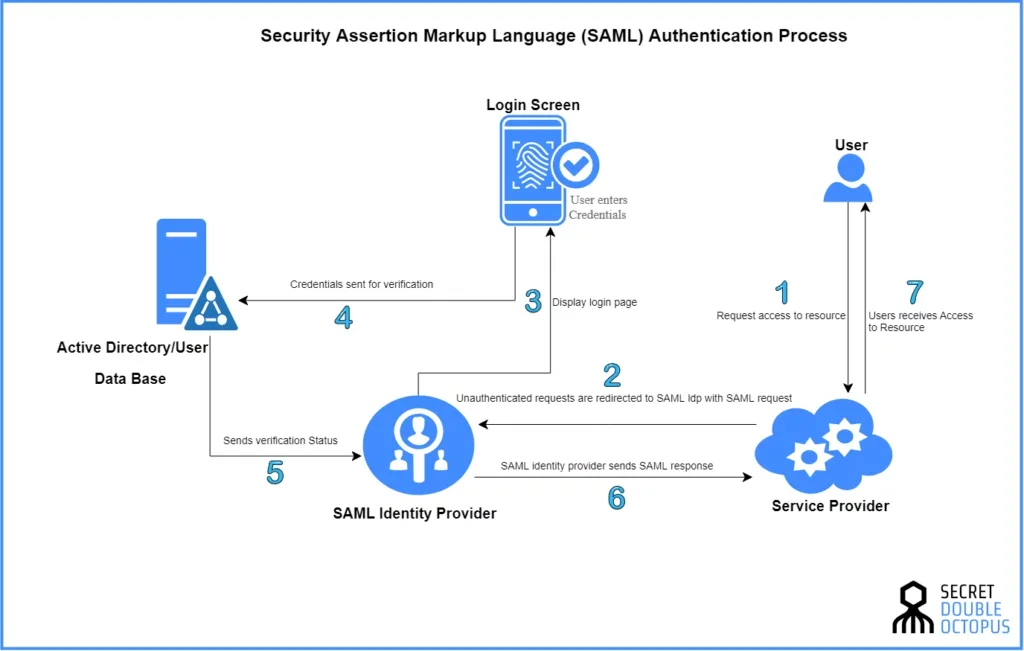 Security Assertion Markup Language (SAML) Authentication Process
Login Screen
User
User enters
Credentials
Credentials sent for verification
4
3
Display login page
1
Request access to resource
7
Users receives Access
to Resource
Active Directory/User
Data Base
2
Unauthenticated requests are redirected to SAML Idp with SAML request
Sends verification Status
5
SAML identity provider sends SAML response
6
SAML Identity Provider
Service Provider
SECRET
DOUBLE
OCTOPUS